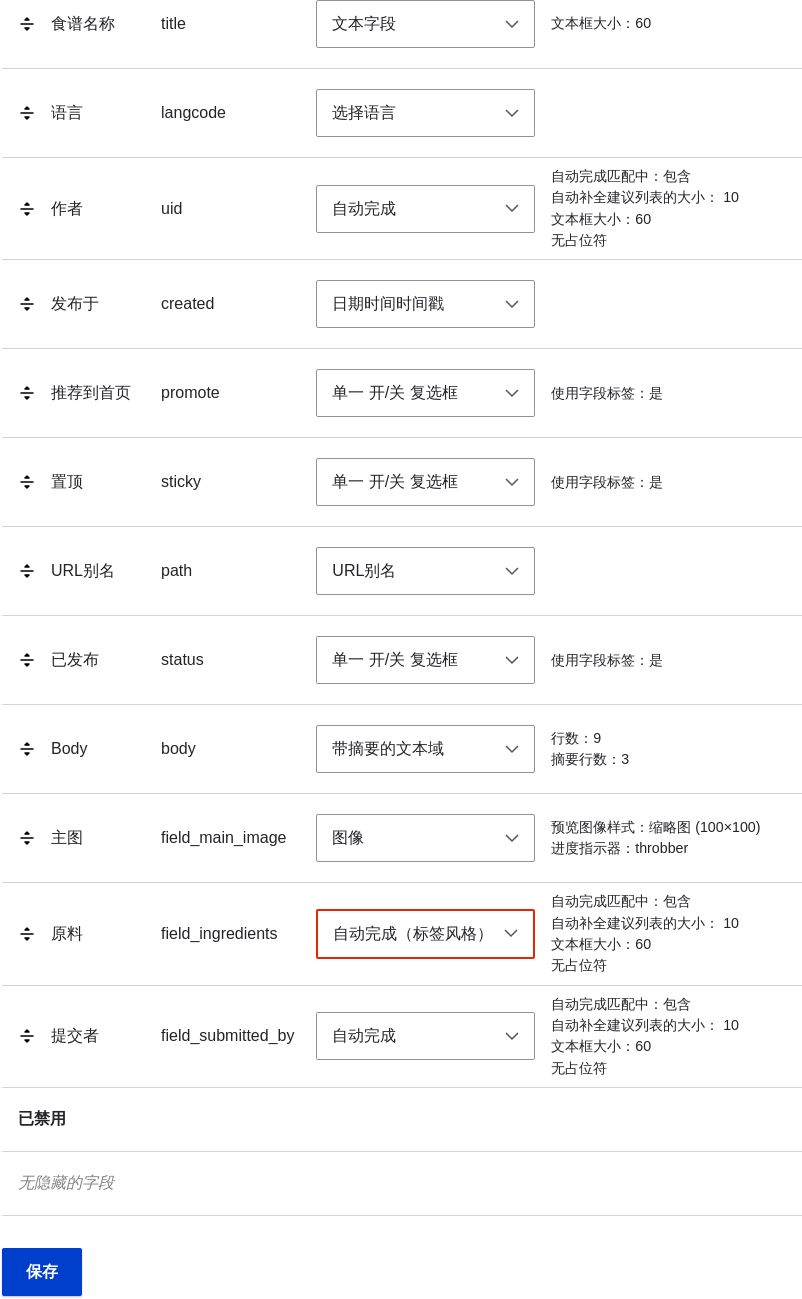 食谱名称 title 文本字段 文本框大小：60
语言 langcode 选择语言
作者 uid 自动完成 自动完成匹配中：包含
自动补全建议列表的大小： 10
文本框大小：60
无占位符
发布于 created 日期时间时间戳
推荐到首页 promote 单一 开/关 复选框 使用字段标签：是
置顶 sticky 单一 开/关 复选框 使用字段标签：是
URL别名 path URL别名
已发布 status 单一 开/关 复选框 使用字段标签：是
Body body 带摘要的文本域 行数：9
摘要行数：3
主图 field_main_image 图像 预览图像样式：缩略图 (100×100)
进度指示器：throbber
原料 field_ingredients 自动完成（标签风格） 自动完成匹配中：包含
自动补全建议列表的大小： 10
文本框大小：60
无占位符
提交者 field_submitted_by 自动完成 自动完成匹配中：包含
自动补全建议列表的大小： 10
文本框大小：60
无占位符
已禁用
无隐藏的字段
保存